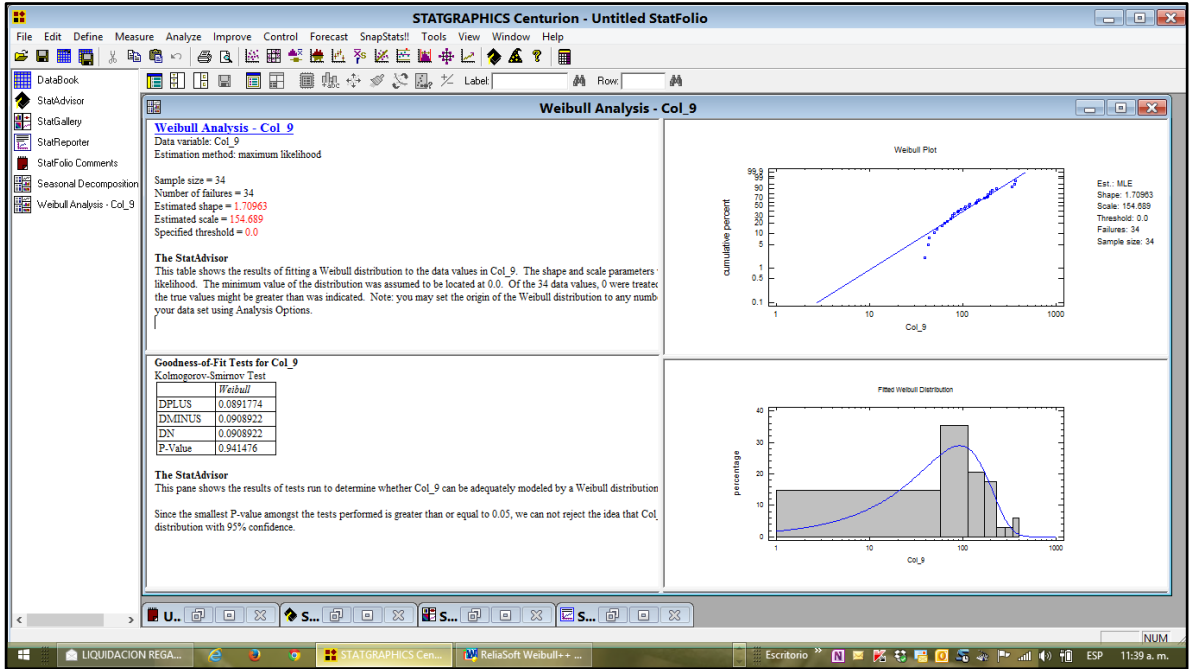 STATGRAPHICS Centurion - Untitled StatFolio
File Edit Define Measure Analyze Improve Control Forecast SnapStats!! Tools View Window Help
Label: Row:
DataBook
StatAdvisor
StatGallery
StatReporter
StatFolio Comments
Seasonal Decomposition
Weibull Analysis - Col_9
Weibull Analysis - Col_9
Weibull Analysis - Col_9
Data variable: Col_9
Estimation method: maximum likelihood
Sample size = 34
Number of failures = 34
Estimated shape = 1.70963
Estimated scale = 154.689
Specified threshold = 0.0
The StatAdvisor
This table shows the results of fitting a Weibull distribution to the data values in Col_9. The shape and scale parameters
likelihood. The minimum value of the distribution was assumed to be located at 0.0. Of the 34 data values, 0 were treated
the true values might be greater than was indicated. Note: you may set the origin of the Weibull distribution to any numb
your data set using Analysis Options.
Weibull Plot
cumulative percent
99.9
99
90
70
50
30
20
10
5
1
0.5
0.1
1 10 100 1000
Col_9
Est.: MLE
Shape: 1.70963
Scale: 154.689
Threshold: 0.0
Failures: 34
Sample size: 34
Goodness-of-Fit Tests for Col_9
Kolmogorov-Smirnov Test
Weibull
DPLUS 0.0891774
DMINUS 0.0908922
DN 0.0908922
P-Value 0.941476
The StatAdvisor
This pane shows the results of tests run to determine whether Col_9 can be adequately modeled by a Weibull distribution
Since the smallest P-value amongst the tests performed is greater than or equal to 0.05, we can not reject the idea that Col_
distribution with 95% confidence.
Fitted Weibull Distribution
percentage
40
30
20
10
0
1 10 100 1000
Col_9
U.. S... S... S...
NUM
LIQUIDACION REGA... STATGRAPHICS Cen... ReliaSoft Weibull++ ... Escritorio » ESP 11:39 a. m.